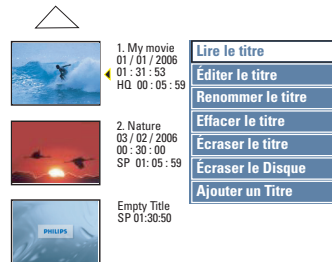 1. My movie
01 / 01 / 2006
01 : 31 : 53
HQ 00 : 05 : 59
2. Nature
03 / 02 / 2006
00 : 30 : 00
SP 01: 05 : 59
PHILIPS
Empty Title
SP 01:30:50
Lire le titre
Éditer le titre
Renommer le titre
Effacer le titre
Écraser le titre
Écraser le Disque
Ajouter un Titre